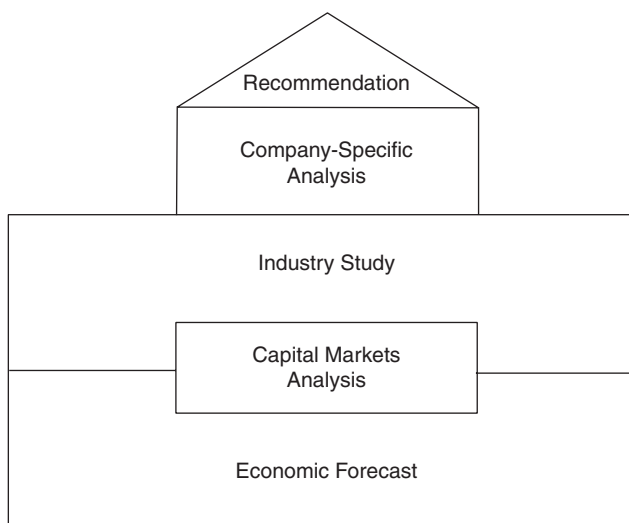 Recommendation
Company-Specific
Analysis
Industry Study
Capital Markets
Analysis
Economic Forecast